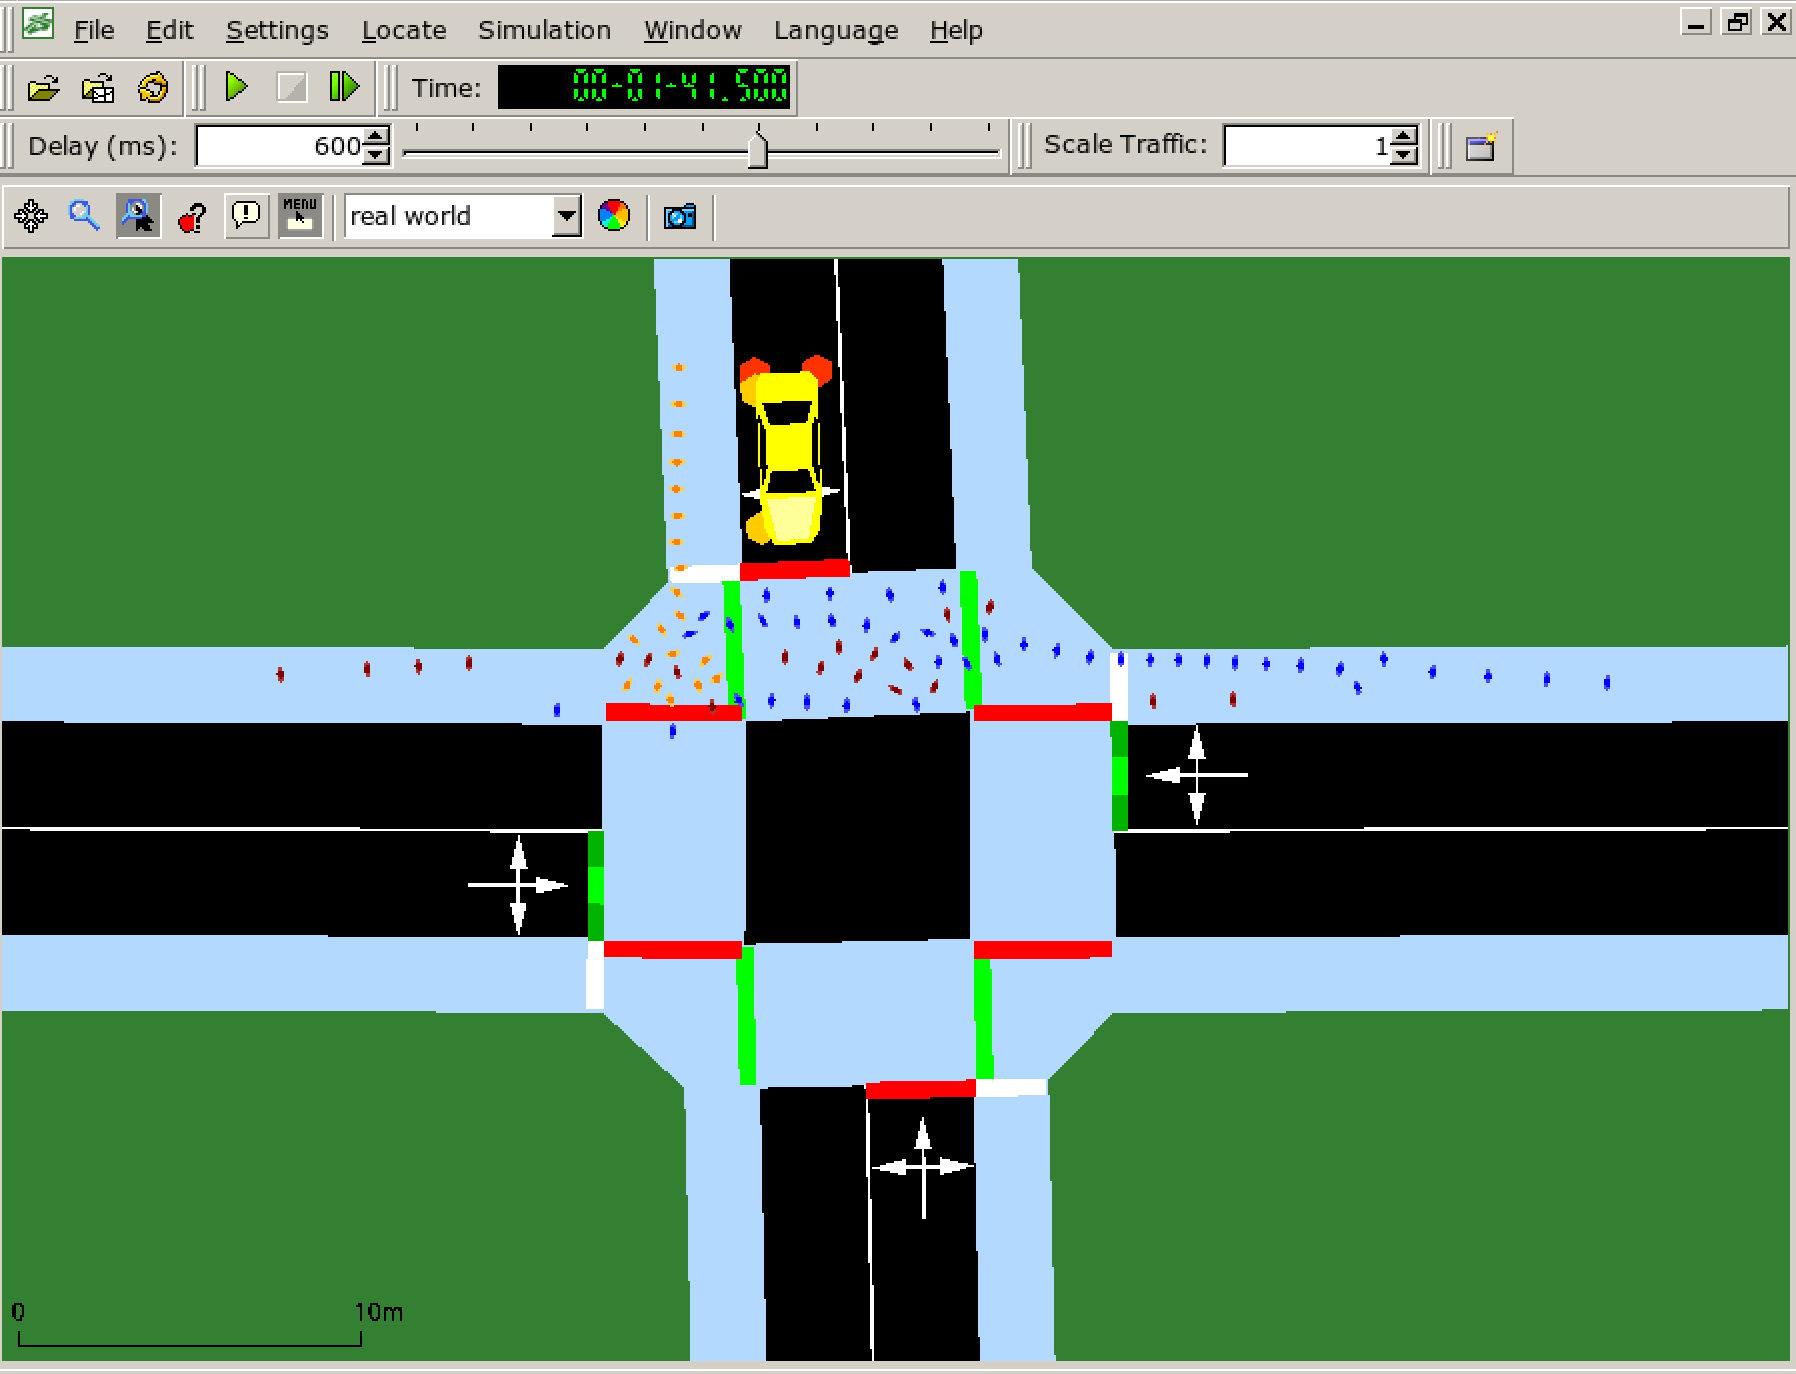 File Edit Settings Locate Simulation Window Language Help
Time: 00-01-41.500
Delay (ms): 600 Scale Traffic: 1
MENU real world
0 10m